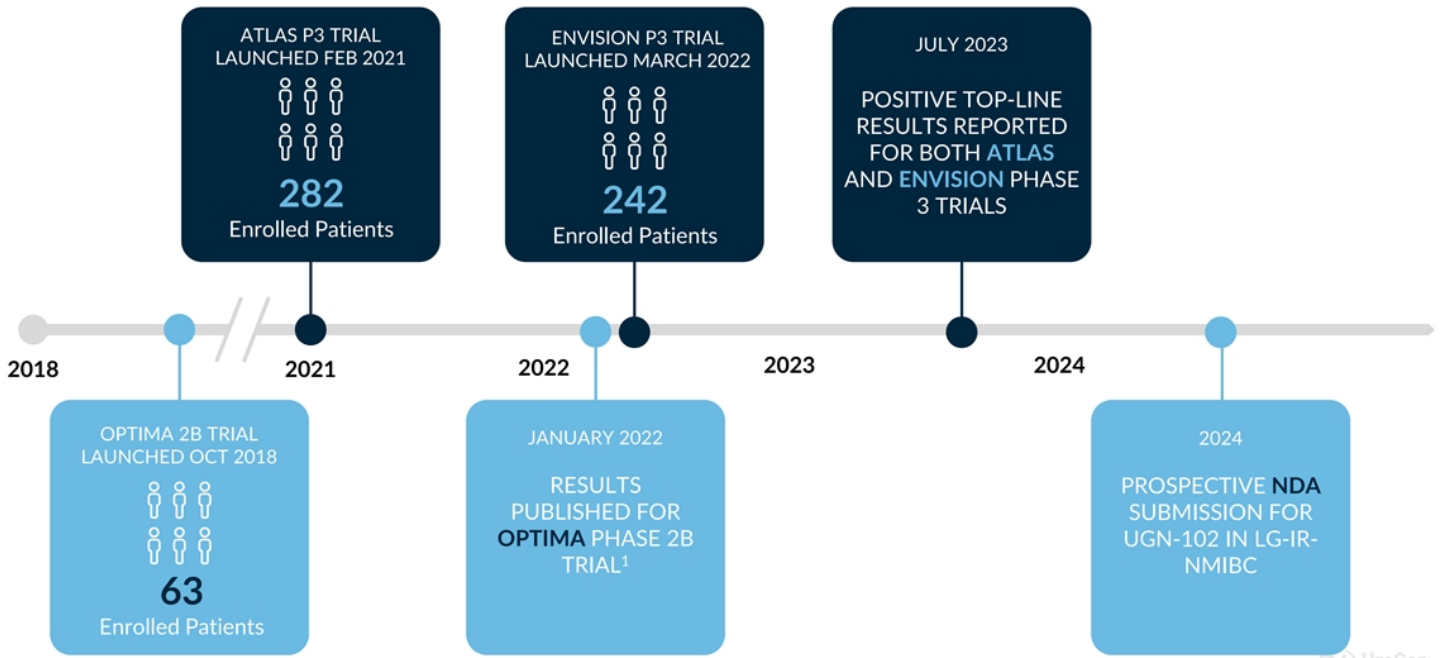 ATLAS P3 TRIAL
LAUNCHED FEB 2021
282
Enrolled Patients
ENVISION P3 TRIAL
LAUNCHED MARCH 2022
242
Enrolled Patients
JULY 2023
POSITIVE TOP-LINE
RESULTS REPORTED
FOR BOTH ATLAS
AND ENVISION PHASE
3 TRIALS
2018
2021
2022
2023
2024
OPTIMA 2B TRIAL
LAUNCHED OCT 2018
63
Enrolled Patients
JANUARY 2022
RESULTS
PUBLISHED FOR
OPTIMA PHASE 2B
TRIAL¹
2024
PROSPECTIVE NDA
SUBMISSION FOR
UGN-102 IN LG-IR-
NMIBC